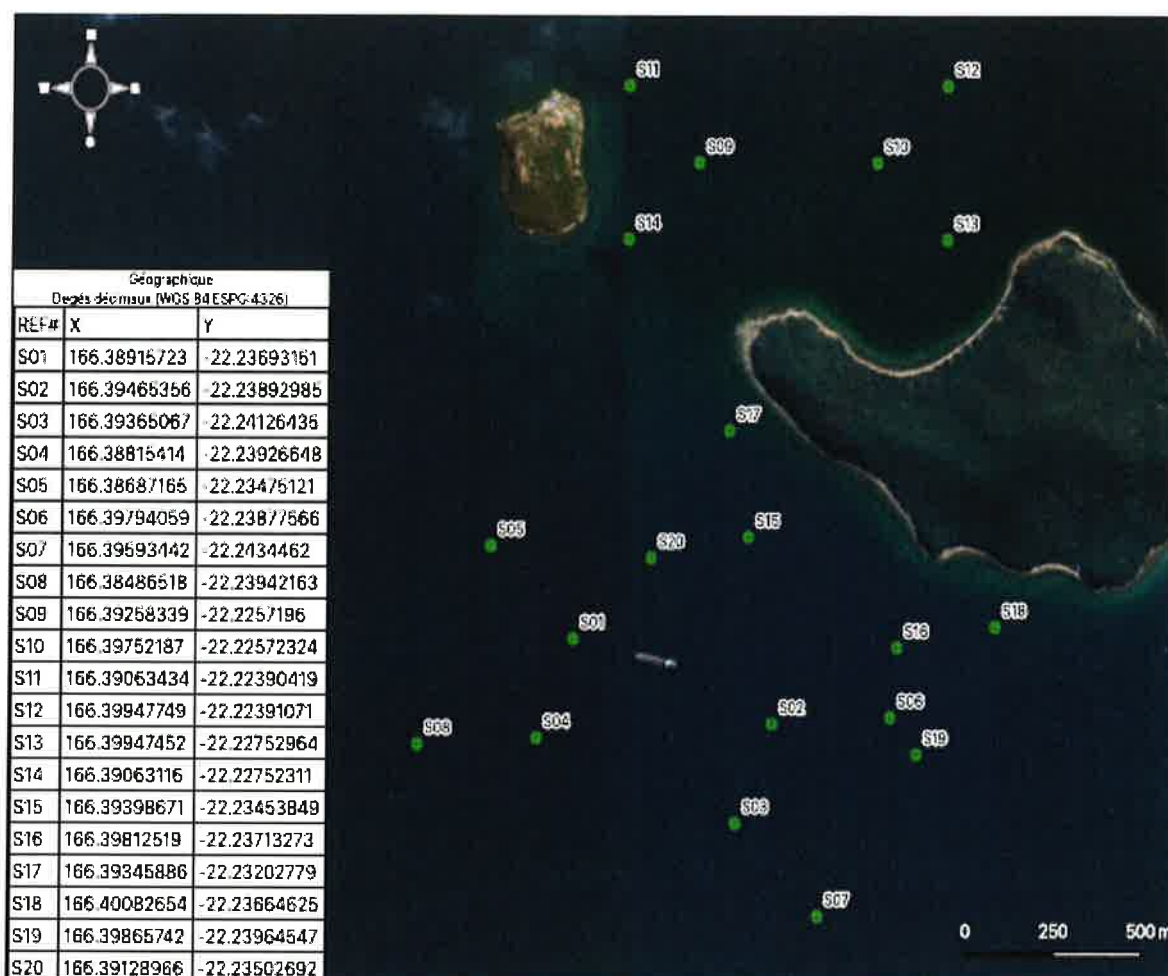 S11
S12
S09
S10
S14
S13
Géographique
Degés décimaux (WGS 84 ESPG:4326)
REF# X Y
S01 166.38915723 -22.23693151
S02 166.39465356 -22.23892985
S03 166.39365067 -22.24126435
S04 166.38815414 -22.23926648
S05 166.38687165 -22.23475121
S06 166.39794059 -22.23877566
S07 166.39593442 -22.2434462
S08 166.38486518 -22.23942163
S09 166.39258339 -22.2257196
S10 166.39752187 -22.22572324
S11 166.39063434 -22.22390419
S12 166.39947749 -22.22391071
S13 166.39947452 -22.22752964
S14 166.39063116 -22.22752311
S15 166.39398671 -22.23453849
S16 166.39812519 -22.23713273
S17 166.39345886 -22.23202779
S18 166.40082654 -22.23664625
S19 166.39865742 -22.23964547
S20 166.39128966 -22.23502692
S17
S05
S15
S20
S18
S01
S16
S02
S06
S08
S04
S19
S03
S07
0 250 500 m